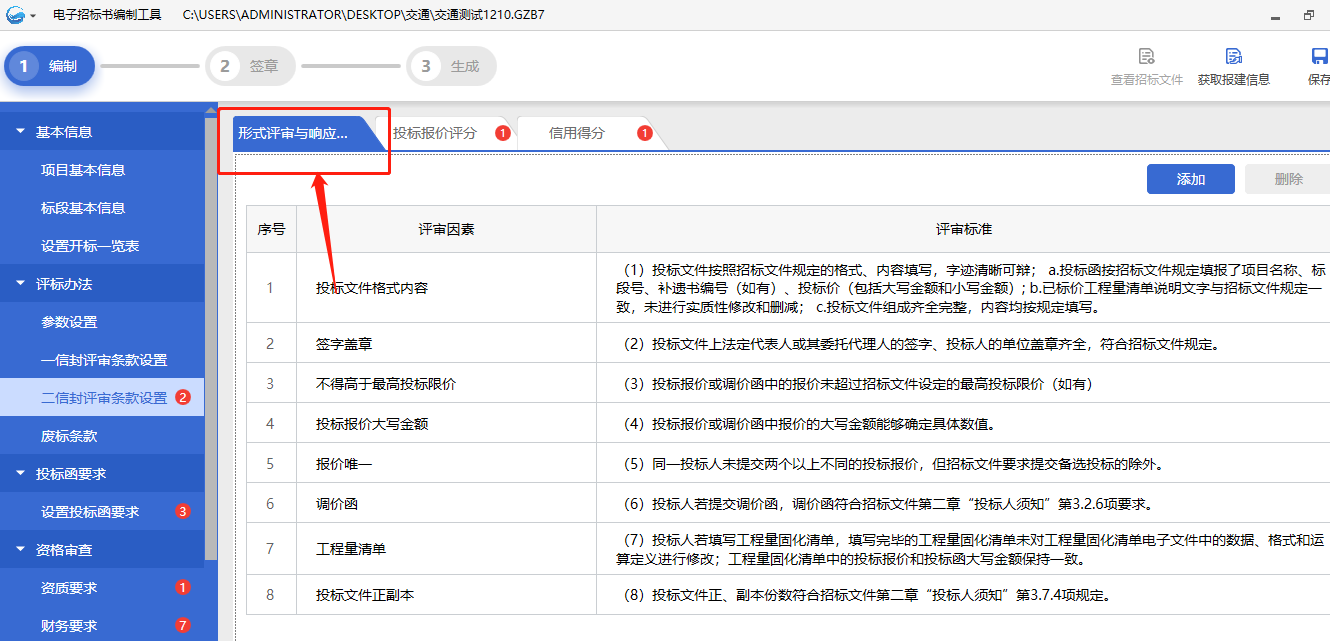 电子招标书编制工具 C:\USERS\ADMINISTRATOR\DESKTOP\交通\交通测试1210.GZB7
1 编制
2 签章
3 生成
查看招标文件
获取报建信息
保存
基本信息
项目基本信息
标段基本信息
设置开标一览表
评标办法
参数设置
一信封评审条款设置
二信封评审条款设置 2
废标条款
投标函要求
设置投标函要求 3
资格审查
资质要求 1
财务要求 7
形式评审与响应...
投标报价评分 1
信用得分 1
添加
删除
序号 评审因素 评审标准
1 投标文件格式内容 （1）投标文件按照招标文件规定的格式、内容填写，字迹清晰可辩； a.投标函按招标文件规定填报了项目名称、标
段号、补遗书编号（如有）、投标价（包括大写金额和小写金额）; b.已标价工程量清单说明文字与招标文件规定一
致，未进行实质性修改和删减； c.投标文件组成齐全完整，内容均按规定填写。
2 签字盖章 （2）投标文件上法定代表人或其委托代理人的签字、投标人的单位盖章齐全，符合招标文件规定。
3 不得高于最高投标限价 （3）投标报价或调价函中的报价未超过招标文件设定的最高投标限价（如有）
4 投标报价大写金额 （4）投标报价或调价函中报价的大写金额能够确定具体数值。
5 报价唯一 （5）同一投标人未提交两个以上不同的投标报价，但招标文件要求提交备选投标的除外。
6 调价函 （6）投标人若提交调价函，调价函符合招标文件第二章“投标人须知”第3.2.6项要求。
7 工程量清单 （7）投标人若填写工程量固化清单，填写完毕的工程量固化清单未对工程量固化清单电子文件中的数据、格式和运
算定义进行修改；工程量固化清单中的投标报价和投标函大写金额保持一致。
8 投标文件正副本 （8）投标文件正、副本份数符合招标文件第二章“投标人须知”第3.7.4项规定。